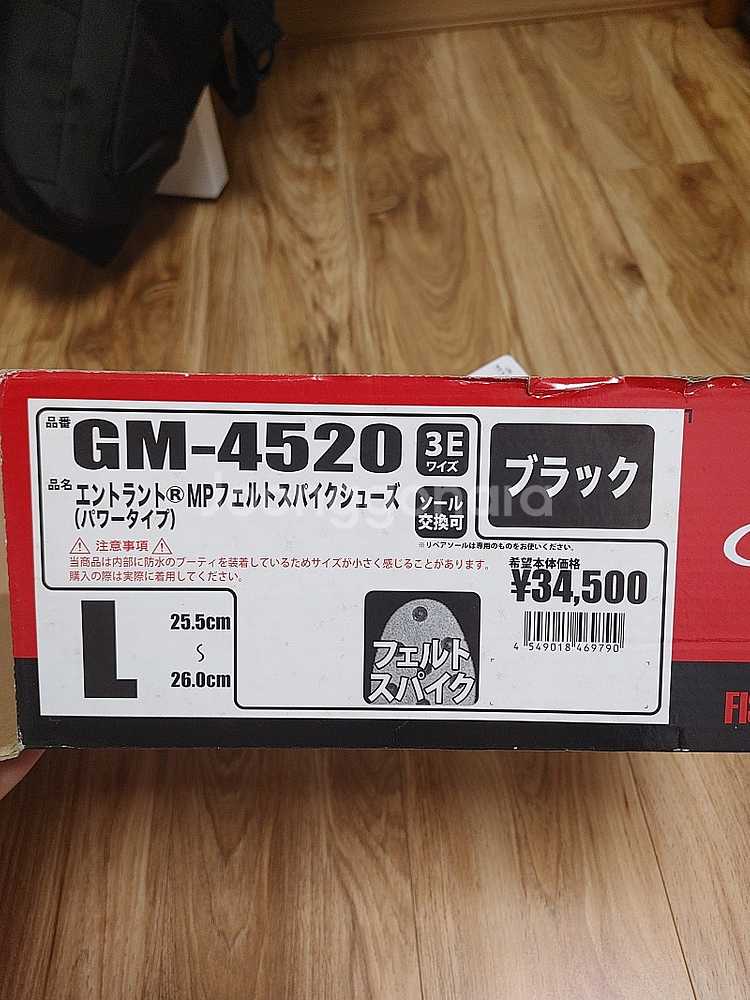 品番 GM-4520 3E
ワイズ
ブラック
品名 エントラント® MPフェルトスパイクシューズ
(パワータイプ)
ソール
交換可
※リペアソールは専用のものをお使いください。
注意事項
当商品は内部に防水のブーティを装着しているためサイズが小さく感じることがあります。
購入の際は実際に着用してください。
希望本体価格
¥34,500
L 25.5cm
〜
26.0cm
フェルト
スパイク
4 549018 469790
FIS